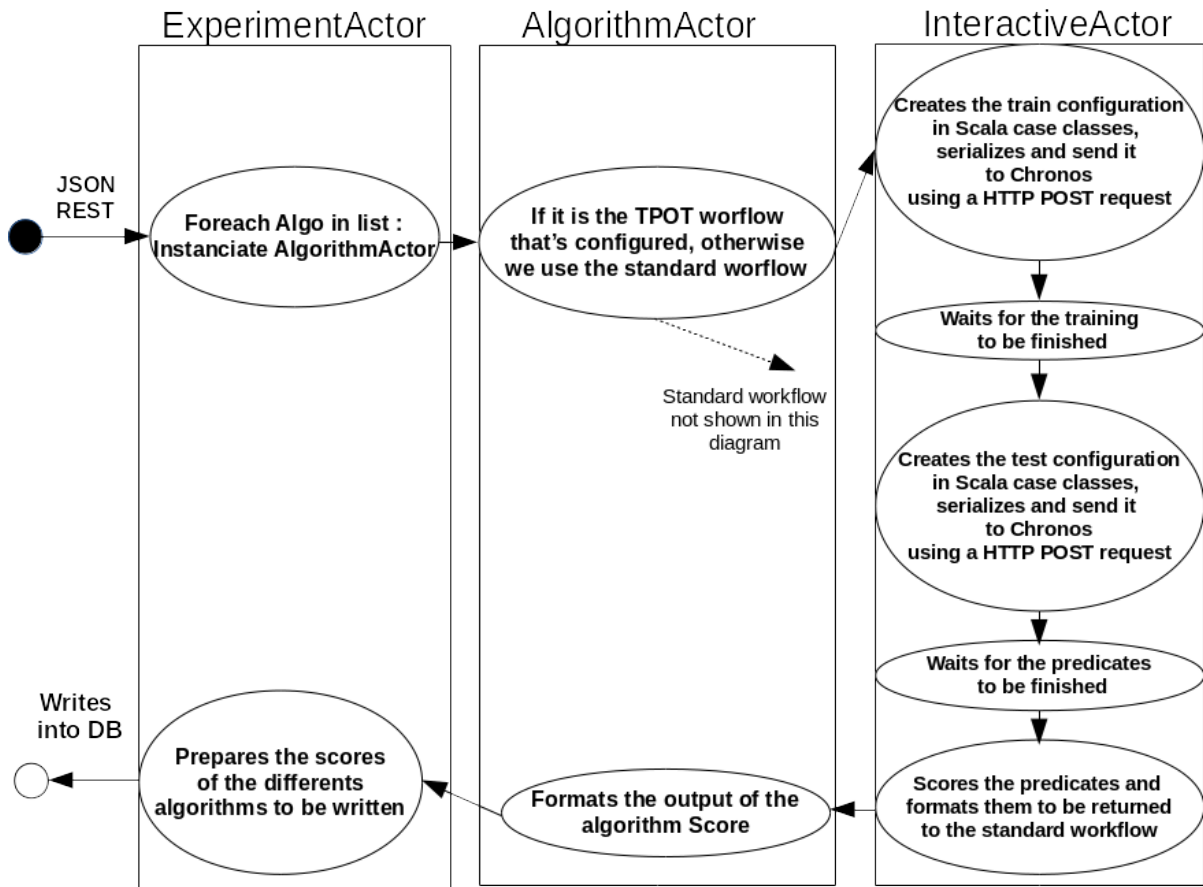 ExperimentActor
AlgorithmActor
InteractiveActor
JSON
REST
Foreach Algo in list :
Instanciate AlgorithmActor
If it is the TPOT worflow
that's configured, otherwise
we use the standard worflow
Standard workflow
not shown in this
diagram
Creates the train configuration
in Scala case classes,
serializes and send it
to Chronos
using a HTTP POST request
Waits for the training
to be finished
Creates the test configuration
in Scala case classes,
serializes and send it
to Chronos
using a HTTP POST request
Waits for the predicates
to be finished
Scores the predicates and
formats them to be returned
to the standard workflow
Formats the output of the
algorithm Score
Prepares the scores
of the differents
algorithms to be written
Writes
into DB